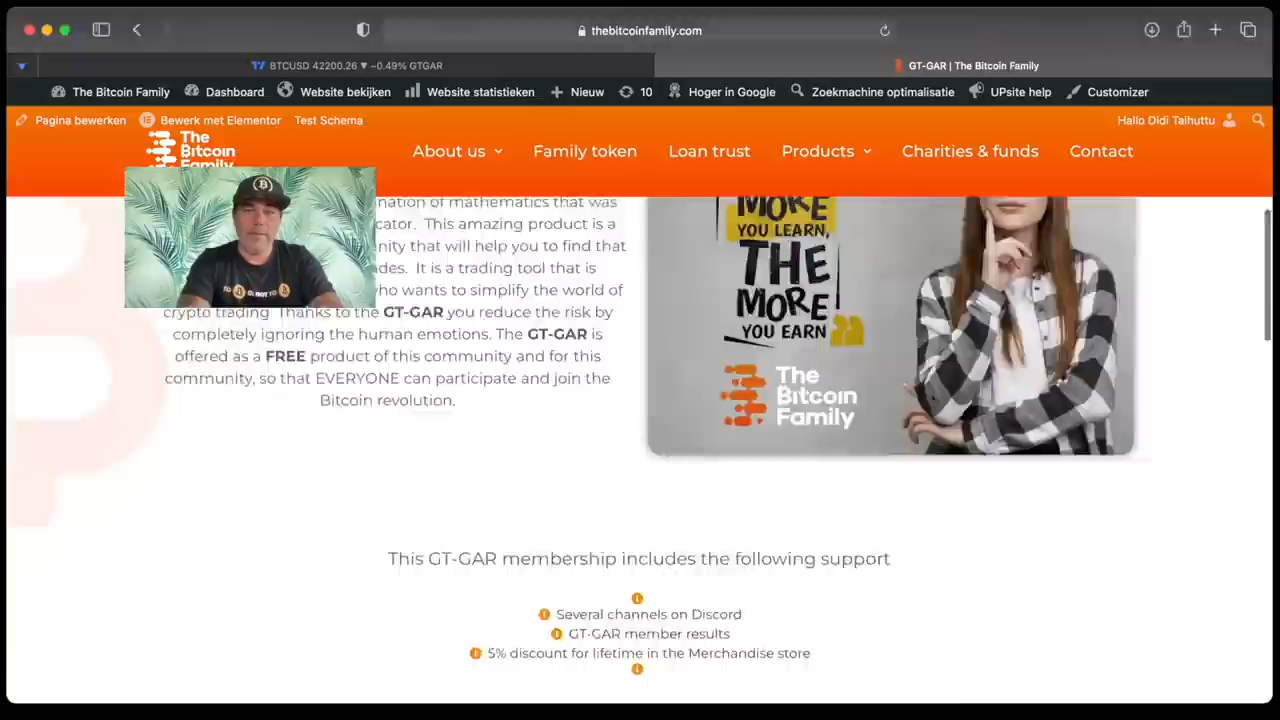 thebitcoinfamily.com
BTCUSD 42200.26 ▼ −0.49% GTGAR
GT-GAR | The Bitcoin Family
The Bitcoin Family Dashboard Website bekijken Website statistieken Nieuw 10 Hoger in Google Zoekmachine optimalisatie UPsite help Customizer
Pagina bewerken Bewerk met Elementor Test Schema Hallo Didi Taihuttu
The
Bitcoin
Family
About us Family token Loan trust Products Charities & funds Contact
nation of mathematics that was
cator. This amazing product is a
nity that will help you to find that
des. It is a trading tool that is
ho wants to simplify the world of
crypto trading Thanks to the GT-GAR you reduce the risk by
completely ignoring the human emotions. The GT-GAR is
offered as a FREE product of this community and for this
community, so that EVERYONE can participate and join the
Bitcoin revolution.
MORE
YOU LEARN,
THE
MORE
YOU EARN
The
Bitcoin
Family
This GT-GAR membership includes the following support
Several channels on Discord
GT-GAR member results
5% discount for lifetime in the Merchandise store